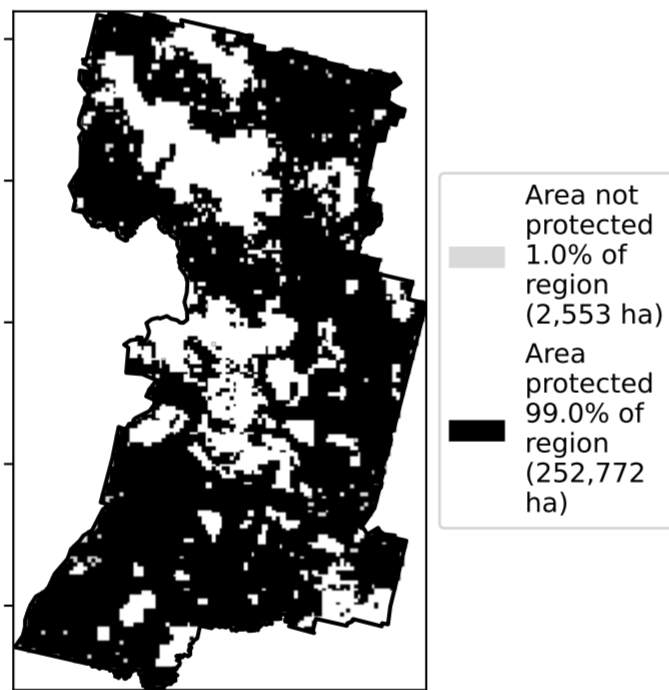 Area not
protected
1.0% of
region
(2,553 ha)
Area
protected
99.0% of
region
(252,772
ha)